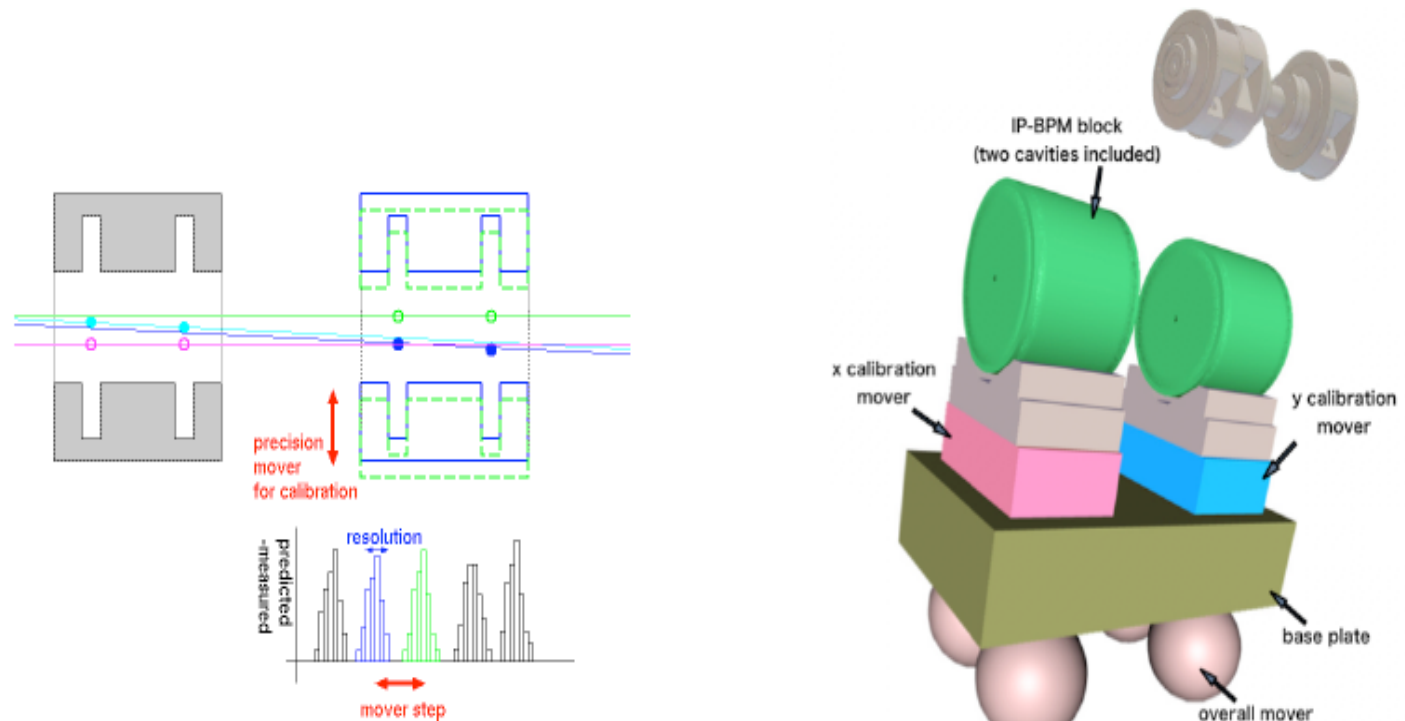 precision
mover
for calibration
predicted
-measured
resolution
mover step
IP-BPM block
(two cavities included)
x calibration
mover
y calibration
mover
base plate
overall mover